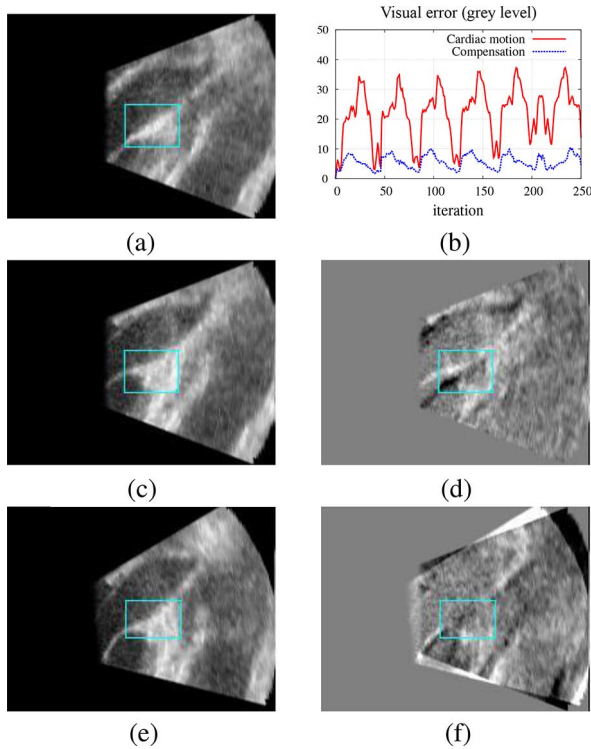 Visual error (grey level)
50
Cardiac motion
Compensation
40
30
20
10
0
0 50 100 150 200 250
iteration
(a)
(b)
(c)
(d)
(e)
(f)